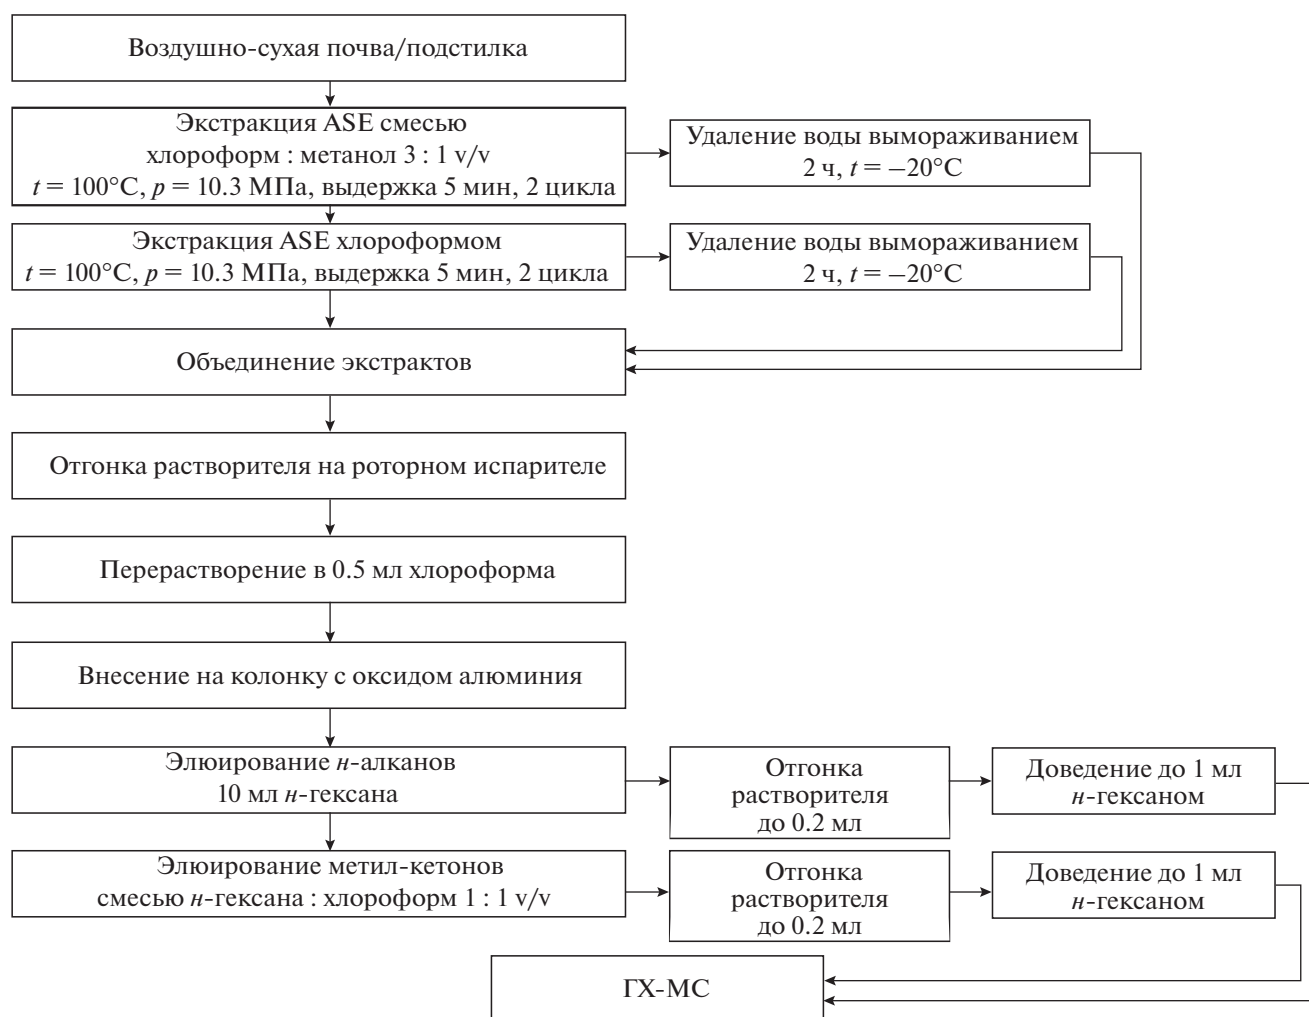 Воздушно-сухая почва/подстилка
Экстракция ASE смесью
хлороформ : метанол 3 : 1 v/v
t = 100°C, p = 10.3 МПа, выдержка 5 мин, 2 цикла
Удаление воды вымораживанием
2 ч, t = −20°C
Экстракция ASE хлороформом
t = 100°C, p = 10.3 МПа, выдержка 5 мин, 2 цикла
Удаление воды вымораживанием
2 ч, t = −20°C
Объединение экстрактов
Отгонка растворителя на роторном испарителе
Перерастворение в 0.5 мл хлороформа
Внесение на колонку с оксидом алюминия
Элюирование н-алканов
10 мл н-гексана
Отгонка
растворителя
до 0.2 мл
Доведение до 1 мл
н-гексаном
Элюирование метил-кетонов
смесью н-гексана : хлороформ 1 : 1 v/v
Отгонка
растворителя
до 0.2 мл
Доведение до 1 мл
н-гексаном
ГХ-МС